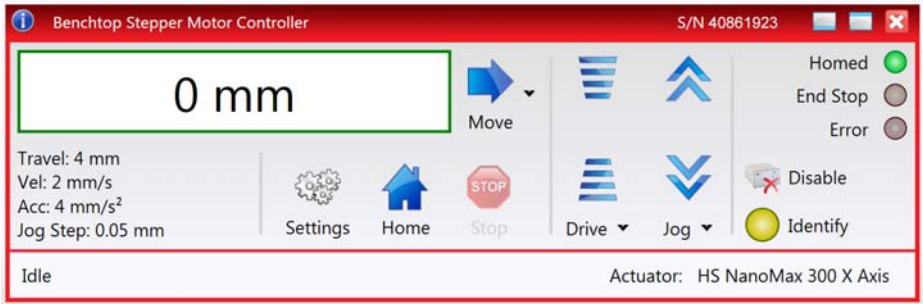 Benchtop Stepper Motor Controller S/N 40861923
0 mm
Move
Homed
End Stop
Error
Travel: 4 mm
Vel: 2 mm/s
Acc: 4 mm/s²
Jog Step: 0.05 mm
Settings
Home
STOP
Stop
Drive
Jog
Disable
Identify
Idle
Actuator: HS NanoMax 300 X Axis